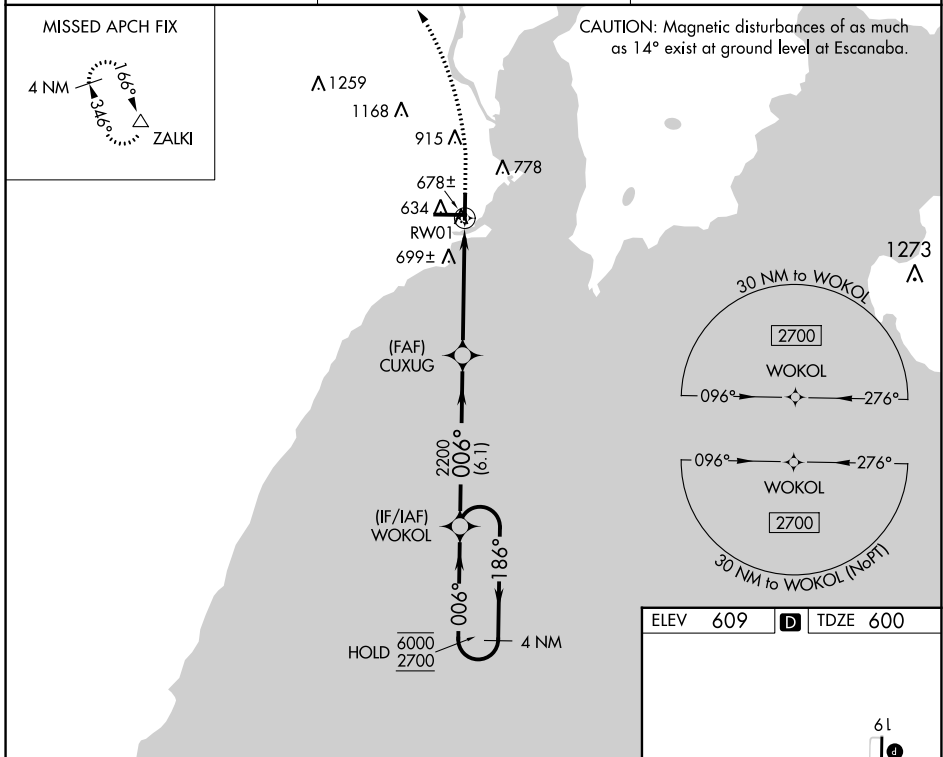 MISSED APCH FIX
4 NM
166°
346°
ZALKI
CAUTION: Magnetic disturbances of as much
as 14° exist at ground level at Escanaba.
1259
1168
915
778
678±
634
RW01
699±
1273
(FAF)
CUXUG
2200
006°
(6.1)
(IF/IAF)
WOKOL
006°
186°
HOLD
6000
2700
4 NM
30 NM to WOKOL
2700
WOKOL
096°
276°
096°
276°
WOKOL
2700
30 NM to WOKOL (NoPT)
ELEV 609 D TDZE 600
19
P